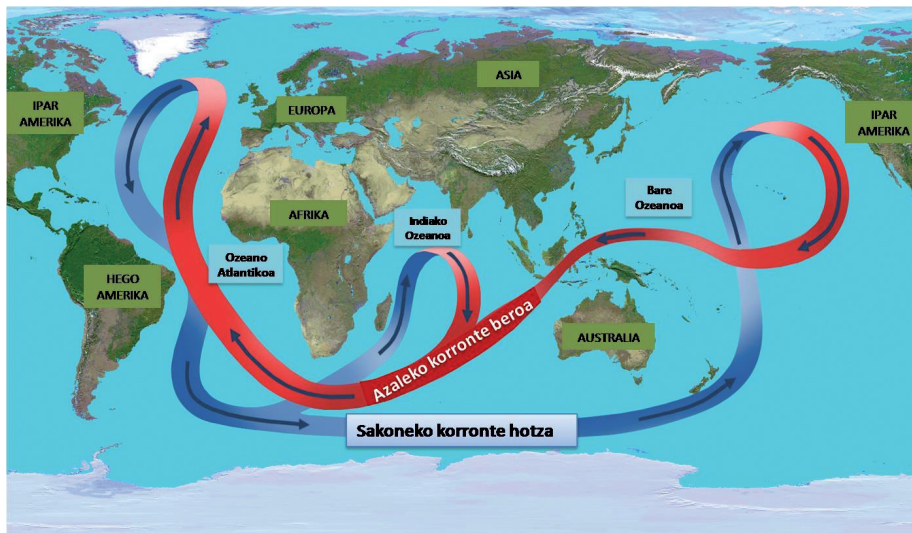 ASIA
IPAR
AMERIKA
EUROPA
IPAR
AMERIKA
AFRIKA
Indiako
Ozeanoa
Bare
Ozeanoa
Ozeano
Atlantikoa
HEGO
AMERIKA
AUSTRALIA
Azaleko korronte beroa
Sakoneko korronte hotza